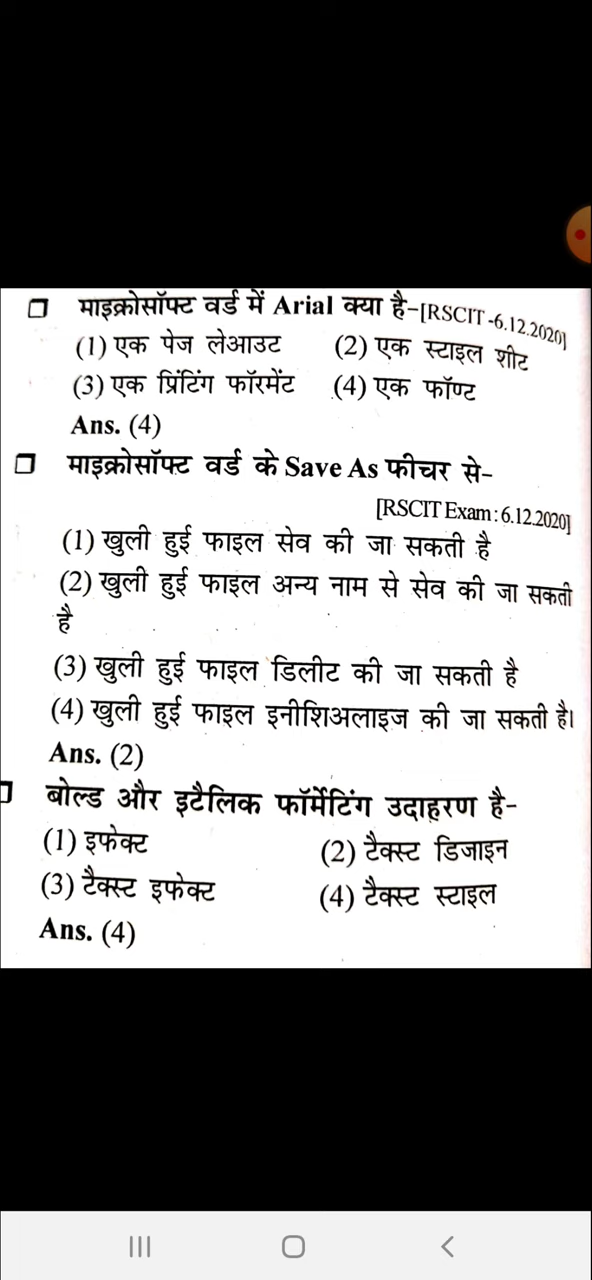 माइक्रोसॉफ्ट वर्ड में Arial क्या है-[RSCIT -6.12.2020]
(1) एक पेज लेआउट (2) एक स्टाइल शीट
(3) एक प्रिंटिंग फॉरमेंट (4) एक फॉण्ट
Ans. (4)
माइक्रोसॉफ्ट वर्ड के Save As फीचर से-
[RSCIT Exam : 6.12.2020]
(1) खुली हुई फाइल सेव की जा सकती है
(2) खुली हुई फाइल अन्य नाम से सेव की जा सकती
है
(3) खुली हुई फाइल डिलीट की जा सकती है
(4) खुली हुई फाइल इनीशिअलाइज की जा सकती है।
Ans. (2)
बोल्ड और इटैलिक फॉर्मेटिंग उदाहरण है-
(1) इफेक्ट (2) टैक्स्ट डिजाइन
(3) टैक्स्ट इफेक्ट (4) टैक्स्ट स्टाइल
Ans. (4)